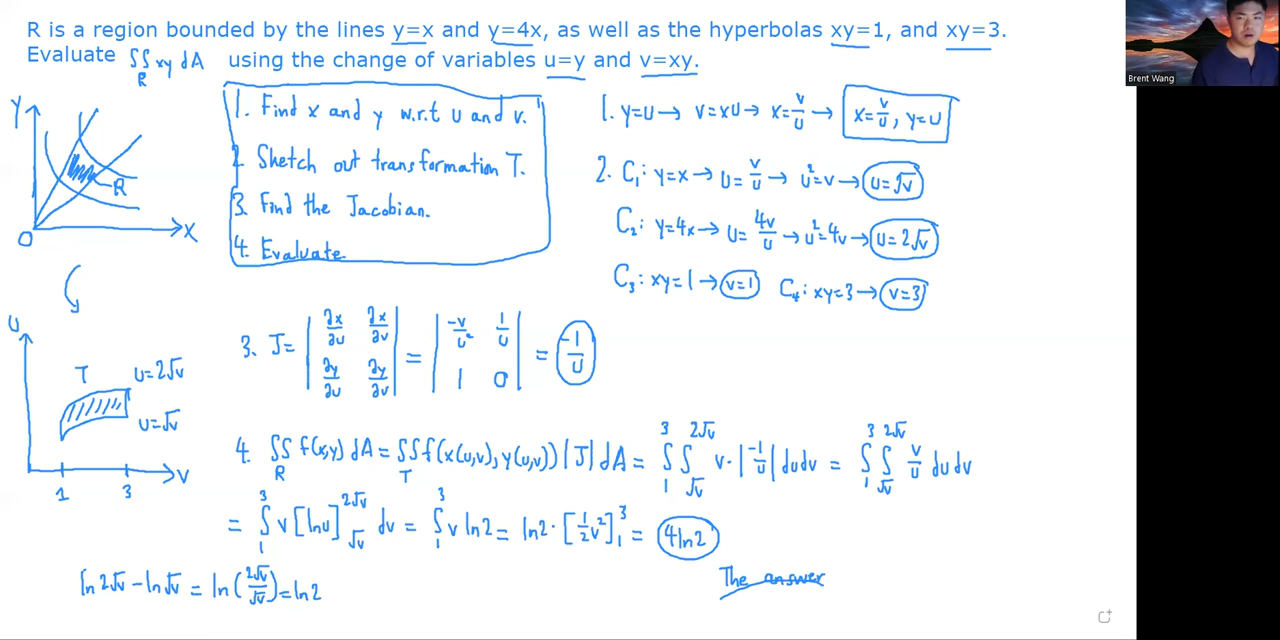 R is a region bounded by the lines y=x and y=4x, as well as the hyperbolas xy=1, and xy=3.
Evaluate ∬_R xy dA using the change of variables u=y and v=xy.
Brent Wang
Y
R
O
X
1. Find x and y w.r.t u and v.
2. Sketch out transformation T.
3. Find the Jacobian.
4. Evaluate
1. y=u → v=xu → x=v/u → x=v/u, y=u
2. C₁: y=x → u=v/u → u²=v → u=√v
C₂: y=4x → u=4v/u → u²=4v → u=2√v
C₃: xy=1 → v=1 C₄: xy=3 → v=3
U
T
u=2√v
u=√v
1
3
V
3. J= |∂x/∂u ∂x/∂v; ∂y/∂u ∂y/∂v| = |-v/u² 1/u; 1 0| = -1/u
4. ∬_R f(x,y) dA = ∬_T f(x(u,v), y(u,v)) |J| dA = ∫₁³ ∫_√v^2√v v·|-1/u| du dv = ∫₁³ ∫_√v^2√v v/u du dv
= ∫₁³ v[ln u]_√v^2√v dv = ∫₁³ v ln2 = ln2·[1/2 v²]₁³ = 4ln2
ln 2√v - ln √v = ln(2√v/√v) = ln2
The answer